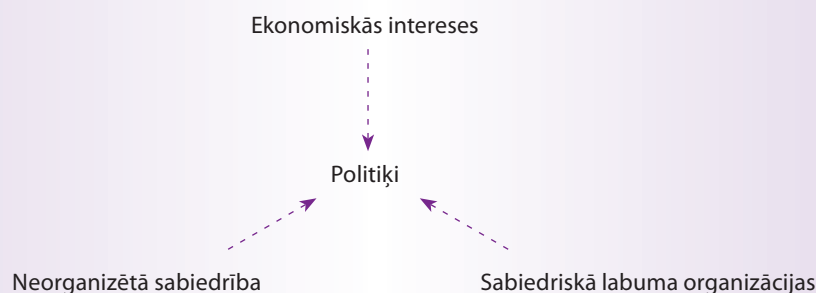 Ekonomiskās intereses
Politiķi
Neorganizētā sabiedrība
Sabiedriskā labuma organizācijas